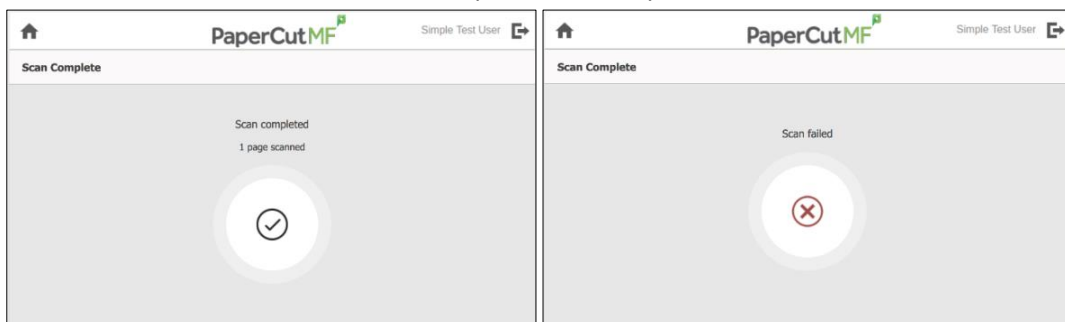 PaperCutMF
Simple Test User
Scan Complete
Scan completed
1 page scanned
PaperCutMF
Simple Test User
Scan Complete
Scan failed